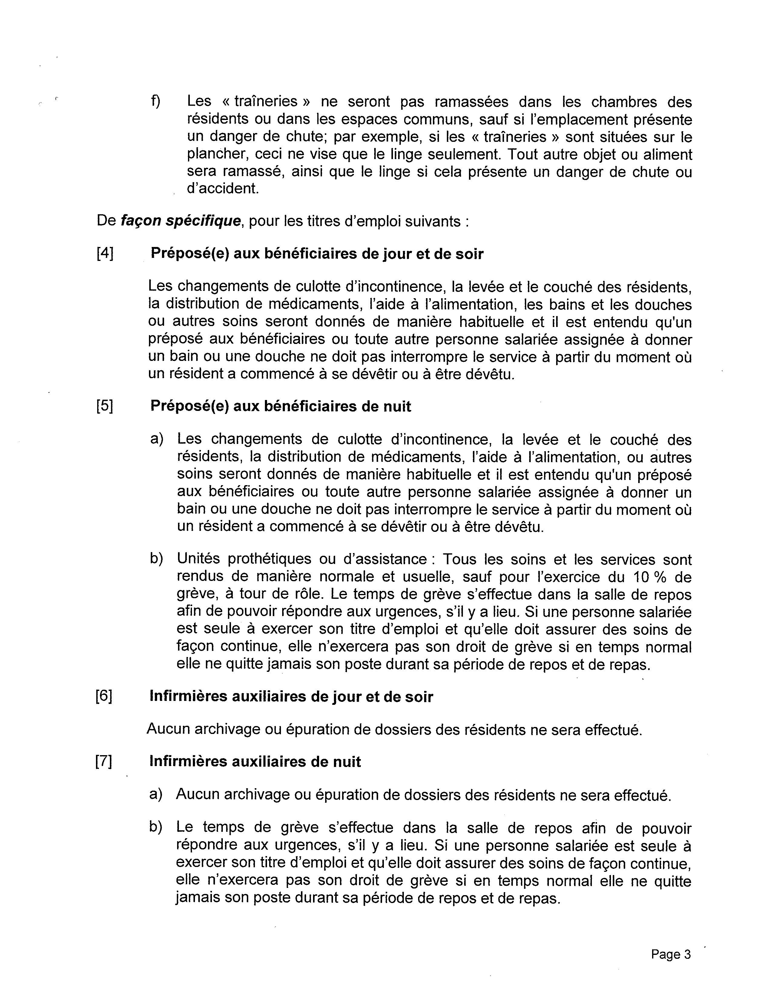 f) Les « traîneries » ne seront pas ramassées dans les chambres des
résidents ou dans les espaces communs, sauf si l'emplacement présente
un danger de chute; par exemple, si les « traîneries » sont situées sur le
plancher, ceci ne vise que le linge seulement. Tout autre objet ou aliment
sera ramassé, ainsi que le linge si cela présente un danger de chute ou
d'accident.
De façon spécifique, pour les titres d'emploi suivants :
[4] Préposé(e) aux bénéficiaires de jour et de soir
Les changements de culotte d'incontinence, la levée et le couché des résidents,
la distribution de médicaments, l'aide à l'alimentation, les bains et les douches
ou autres soins seront donnés de manière habituelle et il est entendu qu'un
préposé aux bénéficiaires ou toute autre personne salariée assignée à donner
un bain ou une douche ne doit pas interrompre le service à partir du moment où
un résident a commencé à se dévêtir ou à être dévêtu.
[5] Préposé(e) aux bénéficiaires de nuit
a) Les changements de culotte d'incontinence, la levée et le couché des
résidents, la distribution de médicaments, l'aide à l'alimentation, ou autres
soins seront donnés de manière habituelle et il est entendu qu'un préposé
aux bénéficiaires ou toute autre personne salariée assignée à donner un
bain ou une douche ne doit pas interrompre le service à partir du moment où
un résident a commencé à se dévêtir ou à être dévêtu.
b) Unités prothétiques ou d'assistance : Tous les soins et les services sont
rendus de manière normale et usuelle, sauf pour l'exercice du 10 % de
grève, à tour de rôle. Le temps de grève s'effectue dans la salle de repos
afin de pouvoir répondre aux urgences, s'il y a lieu. Si une personne salariée
est seule à exercer son titre d'emploi et qu'elle doit assurer des soins de
façon continue, elle n'exercera pas son droit de grève si en temps normal
elle ne quitte jamais son poste durant sa période de repos et de repas.
[6] Infirmières auxiliaires de jour et de soir
Aucun archivage ou épuration de dossiers des résidents ne sera effectué.
[7] Infirmières auxiliaires de nuit
a) Aucun archivage ou épuration de dossiers des résidents ne sera effectué.
b) Le temps de grève s'effectue dans la salle de repos afin de pouvoir
répondre aux urgences, s'il y a lieu. Si une personne salariée est seule à
exercer son titre d'emploi et qu'elle doit assurer des soins de façon continue,
elle n'exercera pas son droit de grève si en temps normal elle ne quitte
jamais son poste durant sa période de repos et de repas.
Page 3